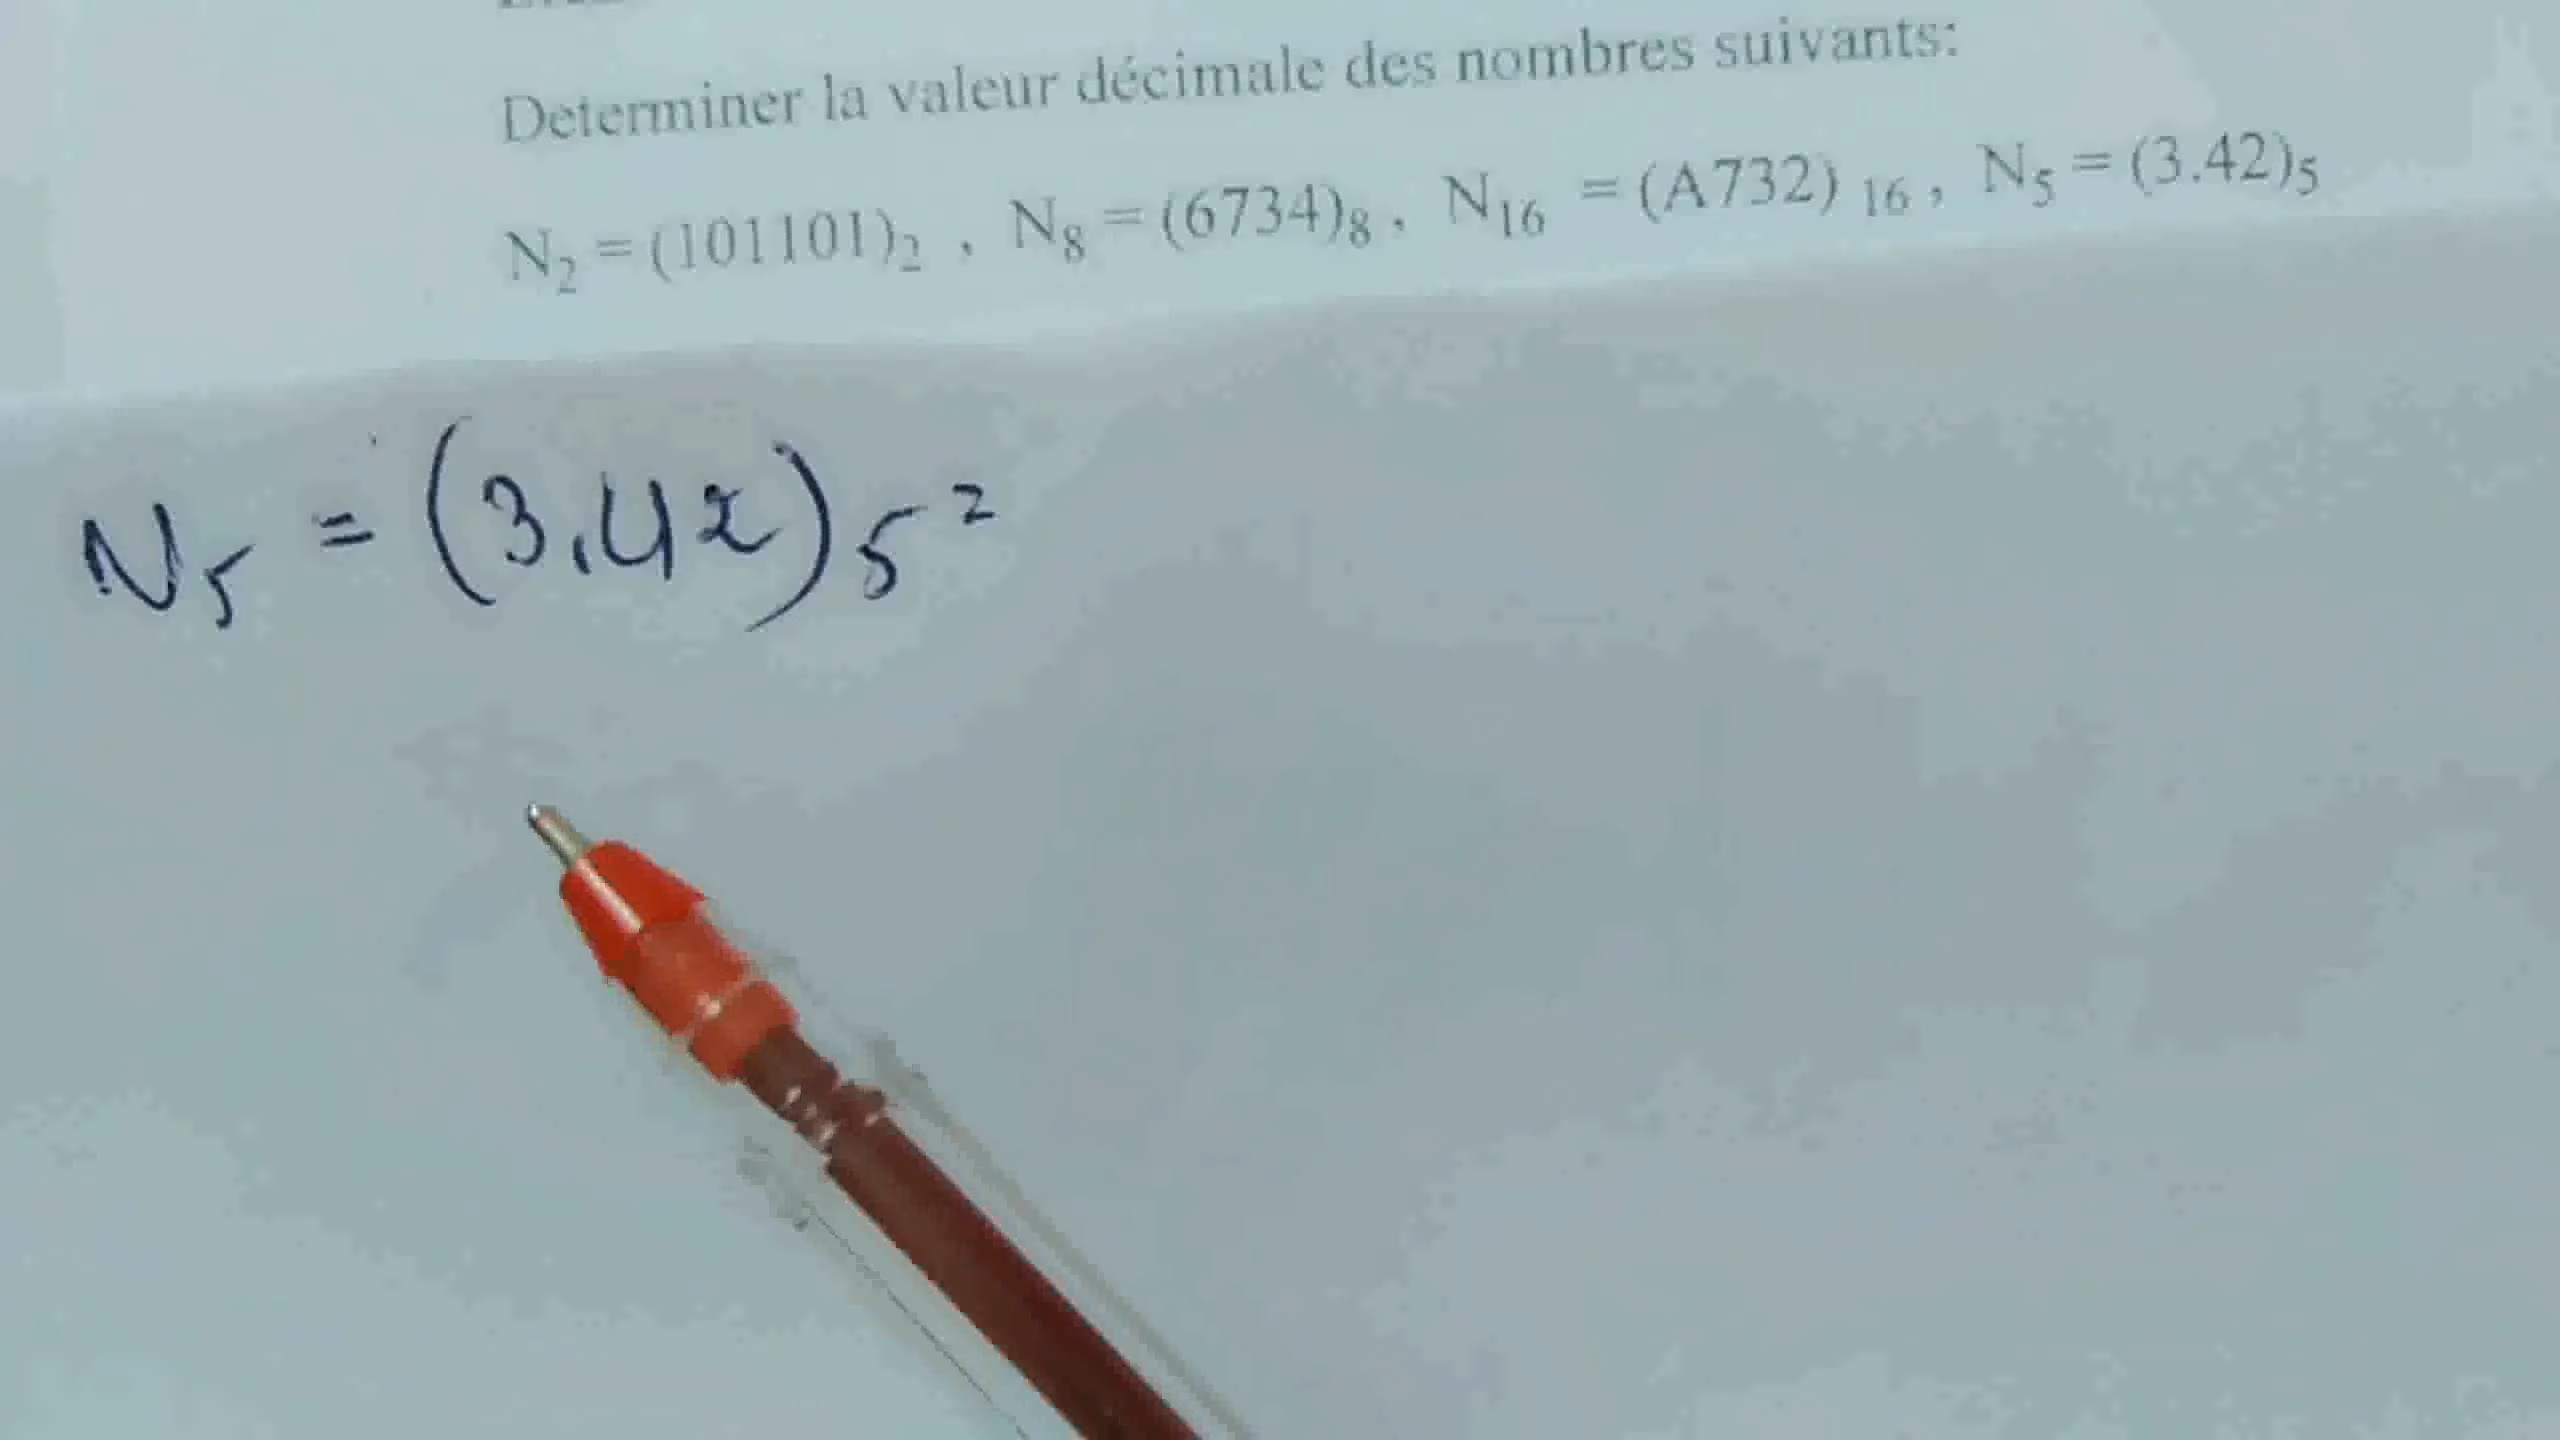 Determiner la valeur décimale des nombres suivants:
N₂ = (101101)₂ , N₈ = (6734)₈ , N₁₆ = (A732) ₁₆ , N₅ = (3.42)₅
N₅ = (3,42)₅ =